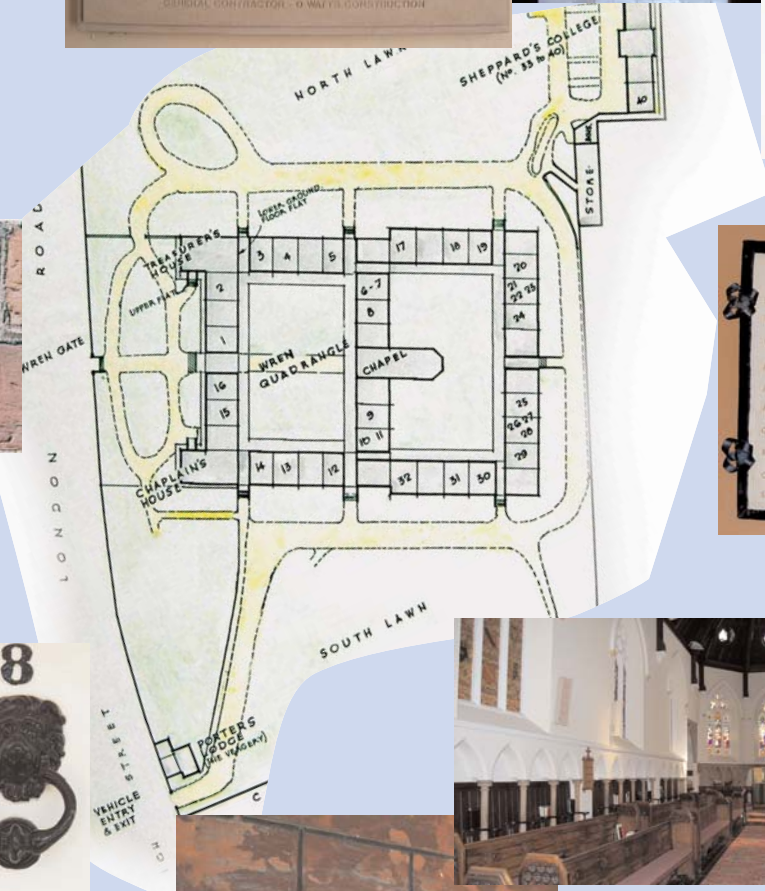 GENERAL CONTRACTOR - O WATTS CONSTRUCTION
NORTH LAWN
SHEPPARD'S COLLEGE
(No. 33 to 40)
40
STORE
ROAD
LOWER GROUND
FLOOR FLAT
TREASURER'S
HOUSE
UPPER FLAT
3
4
5
17
18
19
2
6-7
8
20
21
22 23
24
1
WREN GATE
WREN
QUADRANGLE
CHAPEL
16
15
9
10 11
25
26 27
28
29
14
13
12
32
31
30
CHAPLAIN'S
HOUSE
LONDON
SOUTH LAWN
8
STREET
PORTERS
LODGE
(THE VERGERY)
VEHICLE
ENTRY
& EXIT
C